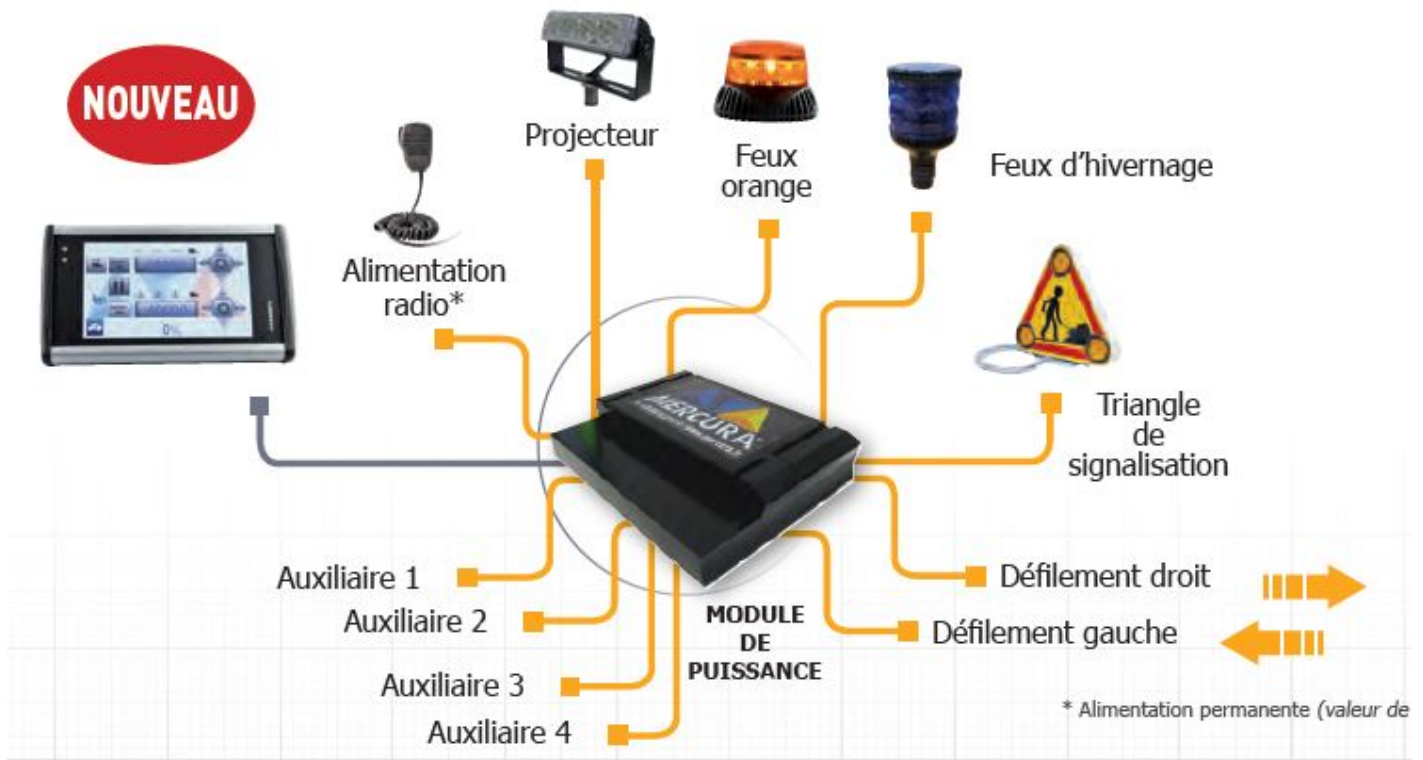 NOUVEAU
Projecteur
Feux
orange
Feux d'hivernage
Alimentation
radio*
0%
MERCURA
Triangle
de
signalisation
Auxiliaire 1
Auxiliaire 2
Auxiliaire 3
Auxiliaire 4
MODULE
DE
PUISSANCE
Défilement droit
Défilement gauche
* Alimentation permanente (valeur de